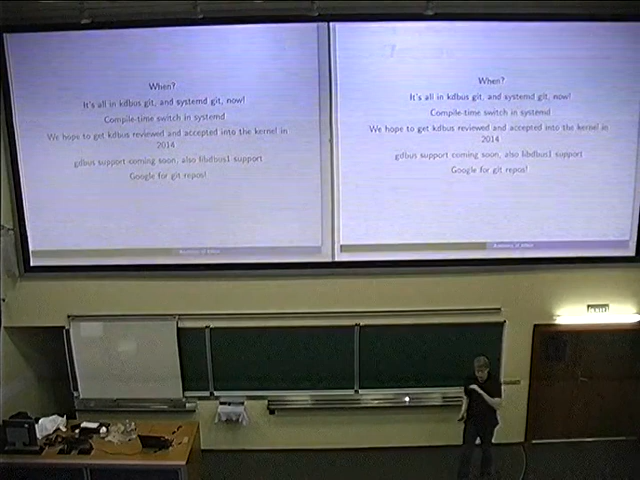 When?
It's all in kdbus git, and systemd git, now!
Compile-time switch in systemd
We hope to get kdbus reviewed and accepted into the kernel in
2014
gdbus support coming soon, also libdbus1 support
Google for git repos!
When?
It's all in kdbus git, and systemd git, now!
Compile-time switch in systemd
We hope to get kdbus reviewed and accepted into the kernel in
2014
gdbus support coming soon, also libdbus1 support
Google for git repos!